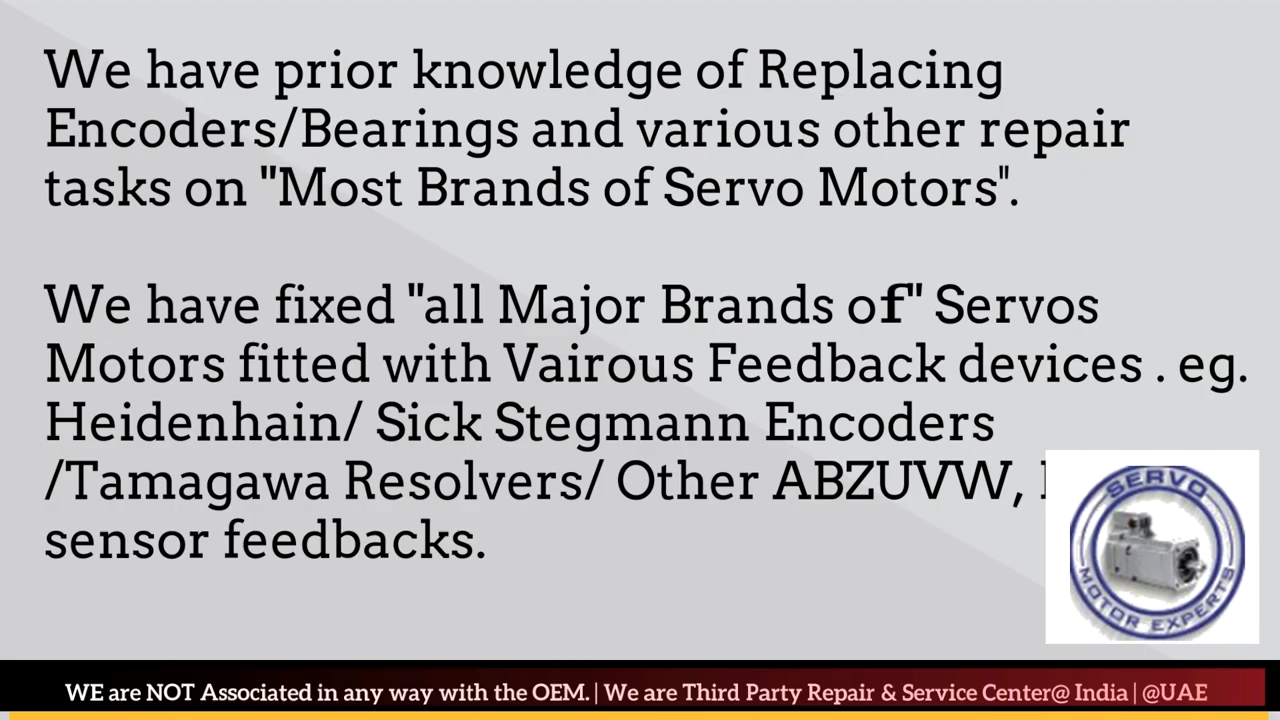 We have prior knowledge of Replacing
Encoders/Bearings and various other repair
tasks on "Most Brands of Servo Motors".
We have fixed "all Major Brands of" Servos
Motors fitted with Vairous Feedback devices . eg.
Heidenhain/ Sick Stegmann Encoders
/Tamagawa Resolvers/ Other ABZUVW,
sensor feedbacks.
SERVO
MOTOR EXPERTS
WE are NOT Associated in any way with the OEM. | We are Third Party Repair & Service Center@ India | @UAE